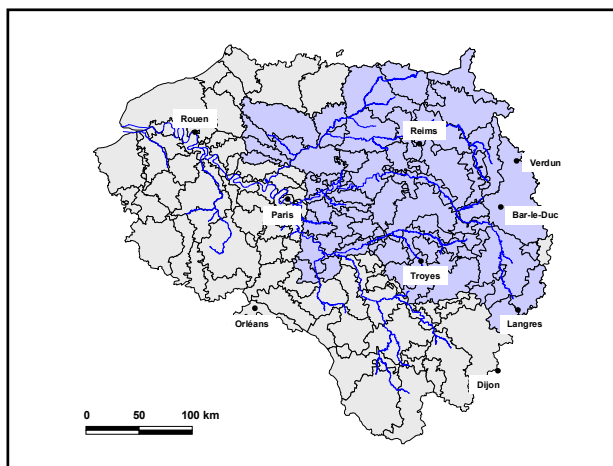 Rouen
Reims
Verdun
Paris
Bar-le-Duc
Troyes
Orléans
Langres
Dijon
0 50 100 km